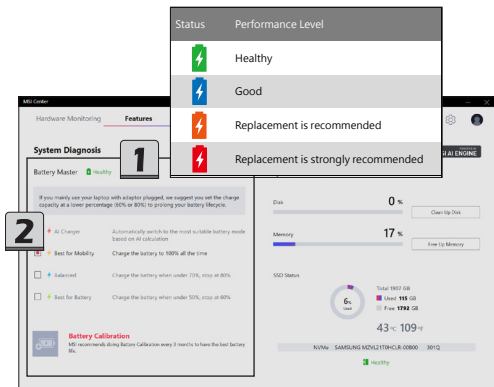 Status Performance Level
Healthy
Good
Replacement is recommended
Replacement is strongly recommended
MSI Center
Hardware Monitoring Features
System Diagnosis
1
AI ENGINE
Battery Master Healthy
If you mainly use your laptop with adaptor plugged, we suggest you set the charge
capacity at a lower percentage (60% or 80%) to prolong your battery lifecycle.
2
AI Charger Automatically switch to the most suitable battery mode
based on AI calculation
Best for Mobility Charge the battery to 100% all the time
Balanced Charge the battery when under 70%, stop at 80%
Best for Battery Charge the battery when under 50%, stop at 60%
Battery Calibration
MSI recommends doing Battery Calibration every 3 months to have the best battery
life.
Disk 0 %
Clean Up Disk
Memory 17 %
Free Up Memory
SSD Status
6%
Used
Total 1907 GB
Used 115 GB
Free 1792 GB
43 °C 109 °F
NVMe SAMSUNG MZVL21T0HCLR-00B00 301Q
Healthy